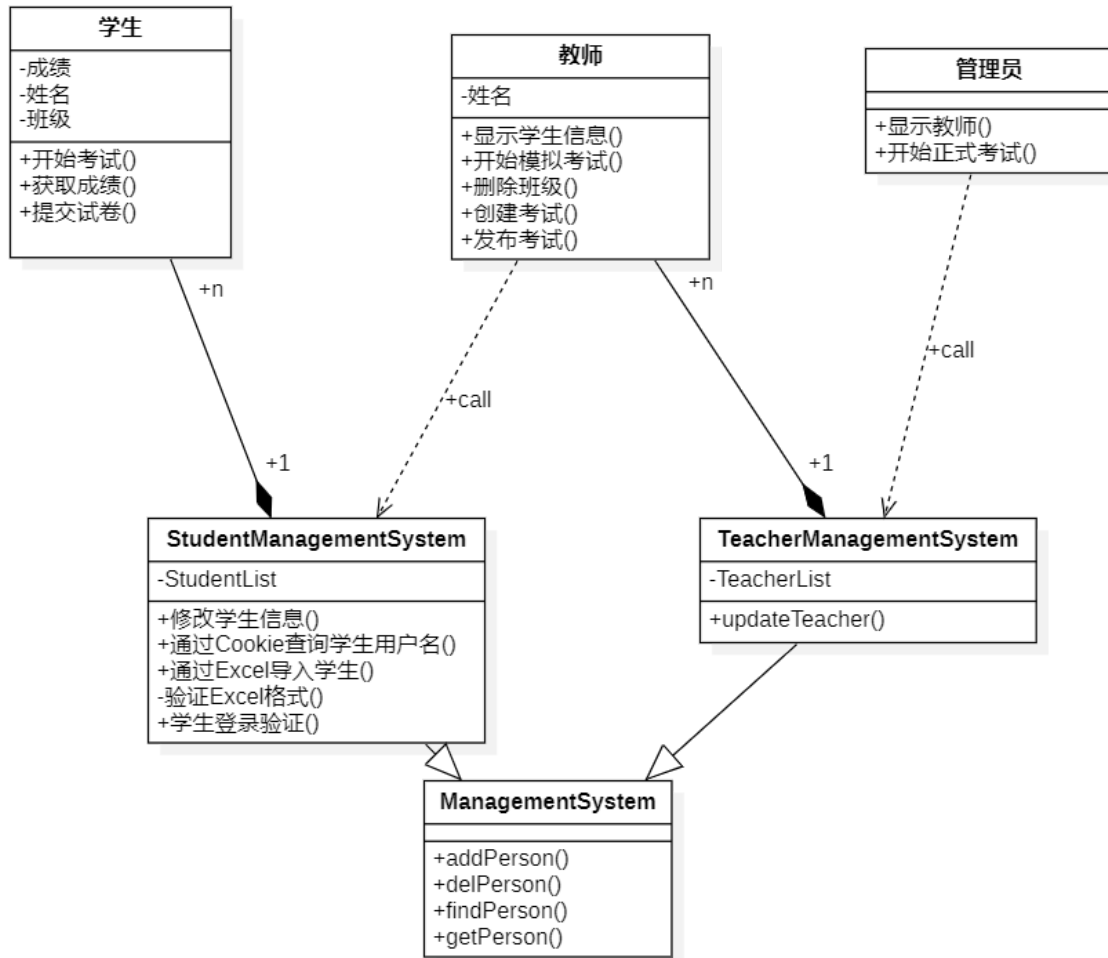 学生
-成绩
-姓名
-班级
+开始考试()
+获取成绩()
+提交试卷()
教师
-姓名
+显示学生信息()
+开始模拟考试()
+删除班级()
+创建考试()
+发布考试()
管理员
+显示教师()
+开始正式考试()
+n
+n
+call
+call
+1
+1
StudentManagementSystem
-StudentList
+修改学生信息()
+通过Cookie查询学生用户名()
+通过Excel导入学生()
-验证Excel格式()
+学生登录验证()
TeacherManagementSystem
-TeacherList
+updateTeacher()
ManagementSystem
+addPerson()
+delPerson()
+findPerson()
+getPerson()